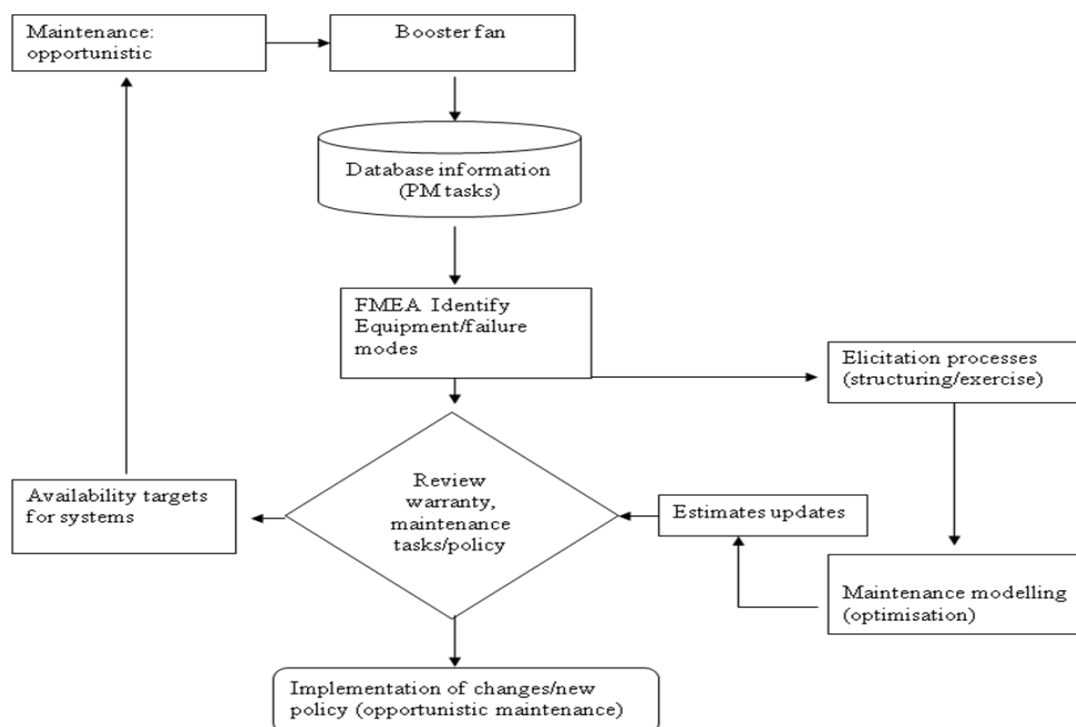 Maintenance:
opportunistic
Booster fan
Database information
(PM tasks)
FMEA Identify
Equipment/failure
modes
Elicitation processes
(structuring/exercise)
Review
warranty,
maintenance
tasks/policy
Availability targets
for systems
Estimates updates
Maintenance modelling
(optimisation)
Implementation of changes/new
policy (opportunistic maintenance)